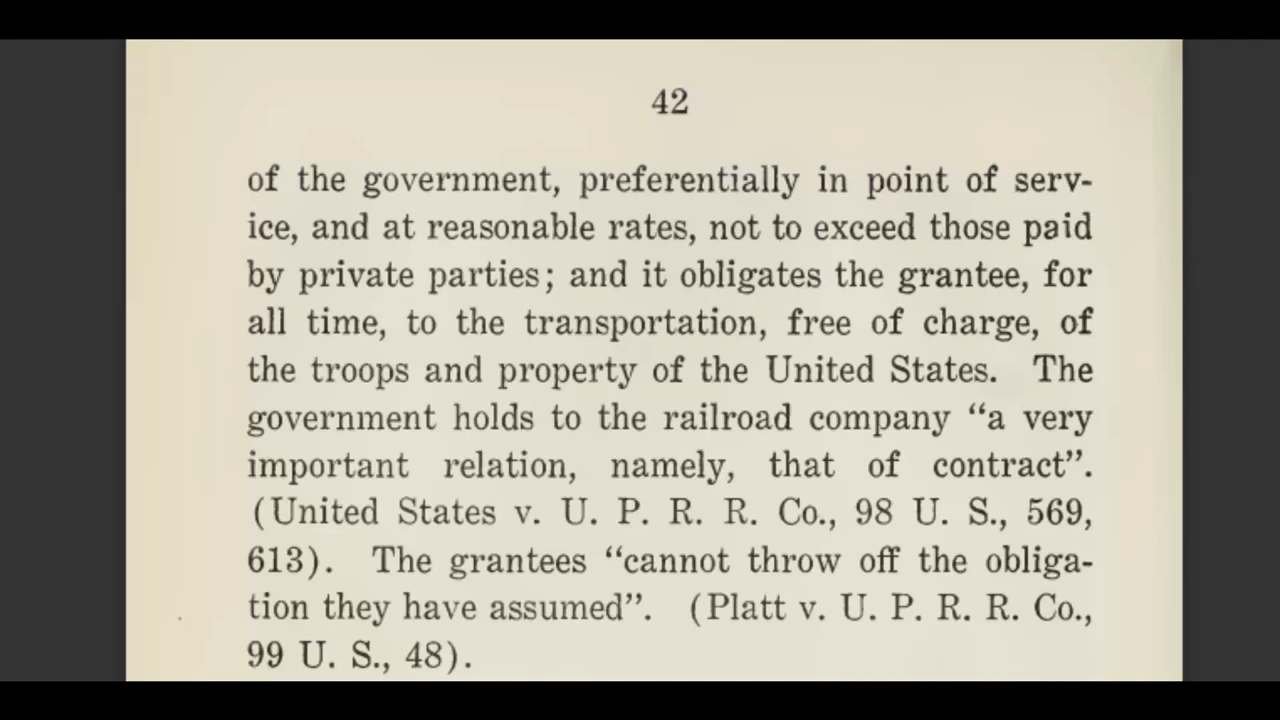 42
of the government, preferentially in point of serv-
ice, and at reasonable rates, not to exceed those paid
by private parties; and it obligates the grantee, for
all time, to the transportation, free of charge, of
the troops and property of the United States. The
government holds to the railroad company “a very
important relation, namely, that of contract”.
(United States v. U. P. R. R. Co., 98 U. S., 569,
613). The grantees “cannot throw off the obliga-
tion they have assumed”. (Platt v. U. P. R. R. Co.,
99 U. S., 48).